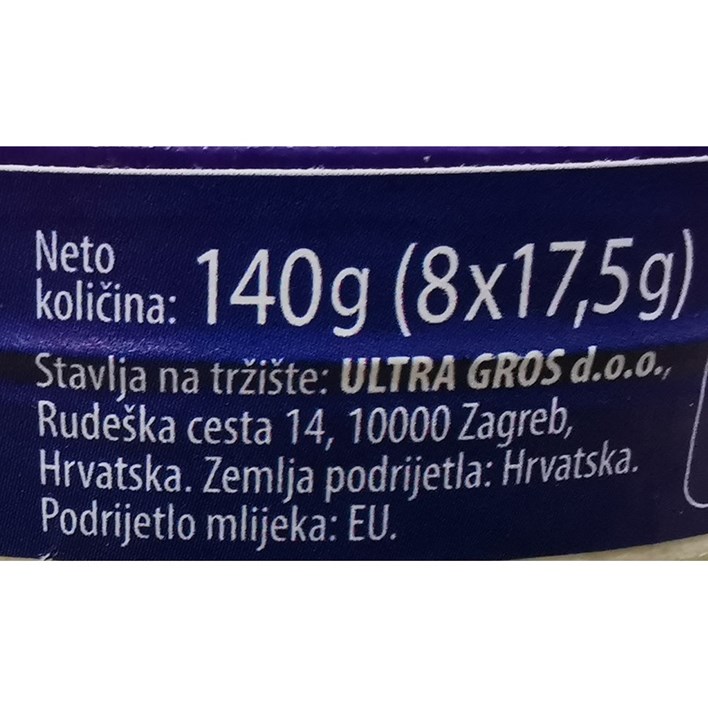 Neto
količina: 140g (8x17,5g)
Stavlja na tržište: ULTRA GROS d.o.o.,
Rudeška cesta 14, 10000 Zagreb,
Hrvatska. Zemlja podrijetla: Hrvatska.
Podrijetlo mlijeka: EU.